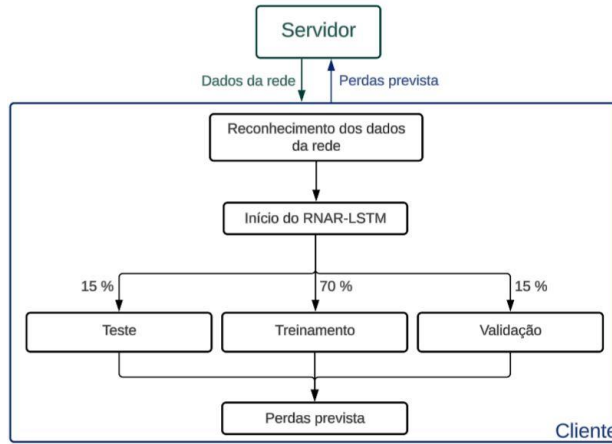 Servidor
Dados da rede
Perdas prevista
Reconhecimento dos dados
da rede
Início do RNAR-LSTM
15 %
70 %
15 %
Teste
Treinamento
Validação
Perdas prevista
Cliente